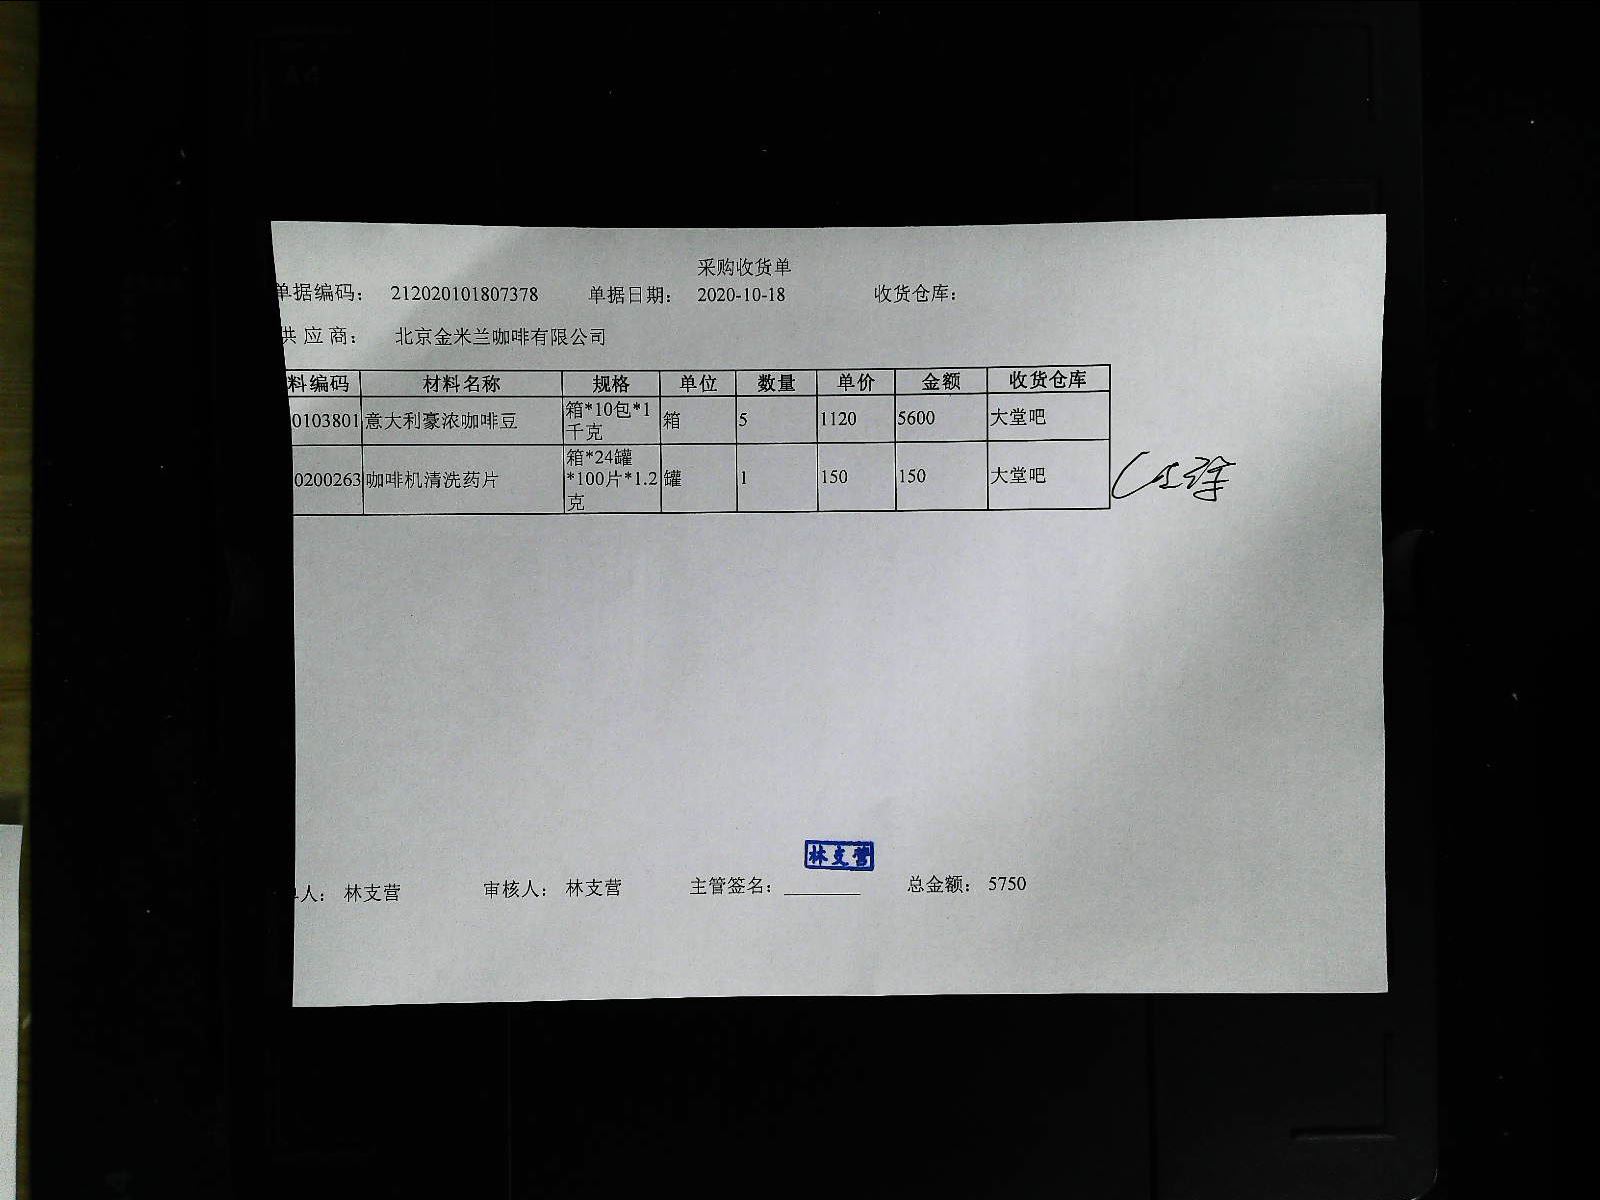 采购收货单
单据编码： 212020101807378 单据日期： 2020-10-18 收货仓库：
供应商： 北京金米兰咖啡有限公司
料编码 材料名称 规格 单位 数量 单价 金额 收货仓库
0103801 意大利豪浓咖啡豆 箱*10包*1千克 箱 5 1120 5600 大堂吧
0200263 咖啡机清洗药片 箱*24罐*100片*1.2克 罐 1 150 150 大堂吧
林支营
人： 林支营 审核人： 林支营 主管签名： 总金额： 5750